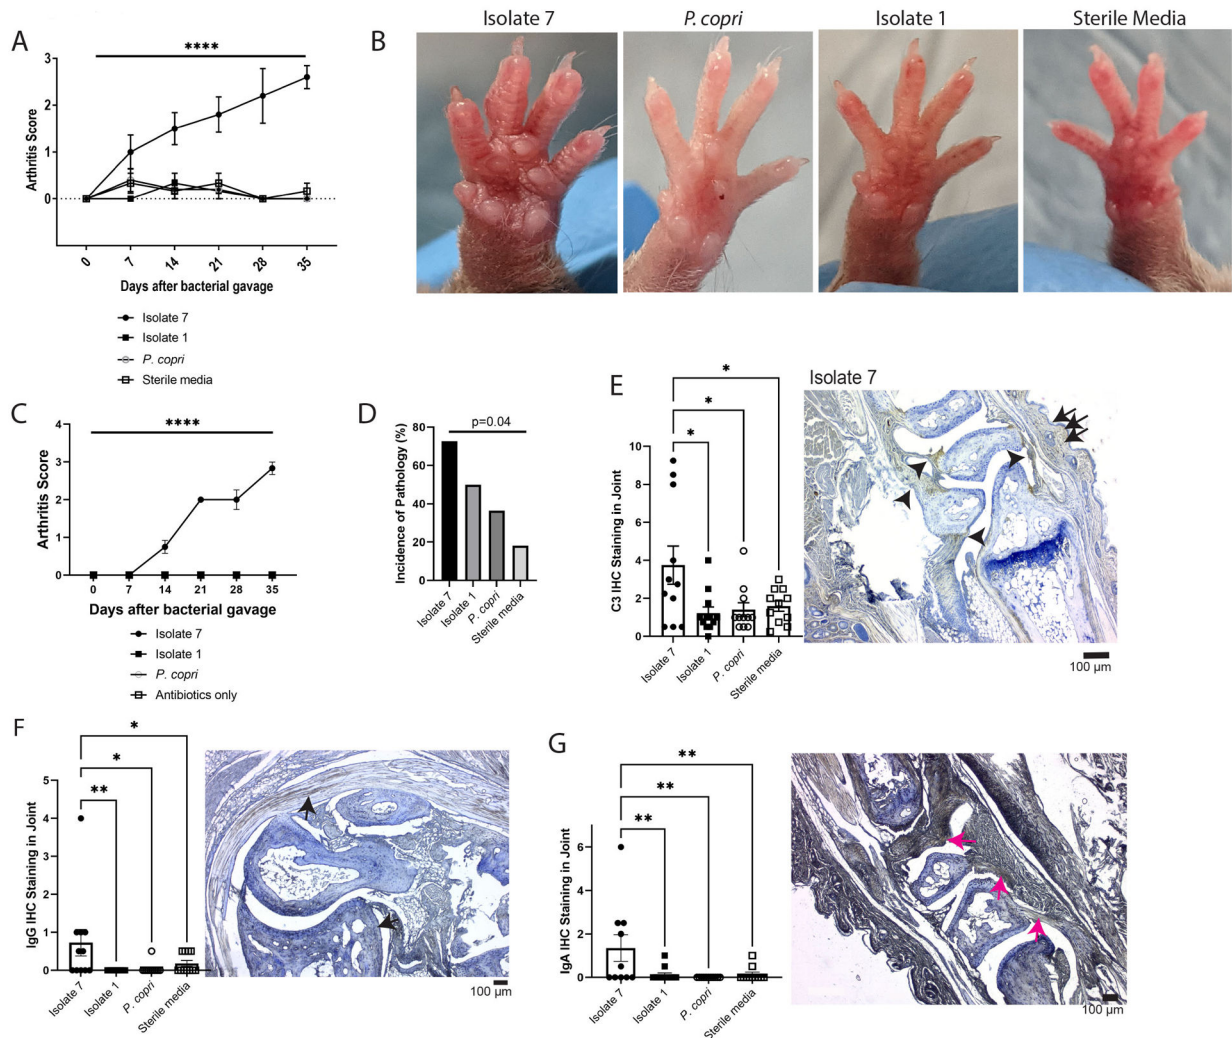 A
****
Arthritis Score
3
2
1
0
0
7
14
21
28
35
Days after bacterial gavage
Isolate 7
Isolate 1
P. copri
Sterile media
B
Isolate 7
P. copri
Isolate 1
Sterile Media
C
****
Arthritis Score
4
3
2
1
0
0
7
14
21
28
35
Days after bacterial gavage
Isolate 7
Isolate 1
P. copri
Antibiotics only
D
p=0.04
Incidence of Pathology (%)
80
60
40
20
0
Isolate 7
Isolate 1
P. copri
Sterile media
E
*
*
*
C3 IHC Staining in Joint
10
8
6
4
2
0
Isolate 7
Isolate 1
P. copri
Sterile media
Isolate 7
100 µm
F
*
*
**
IgG IHC Staining in Joint
5
4
3
2
1
0
Isolate 7
Isolate 1
P. copri
Sterile media
100 µm
G
**
**
**
IgA IHC Staining in Joint
6
4
2
0
Isolate 7
Isolate 1
P. copri
Sterile media
100 µm